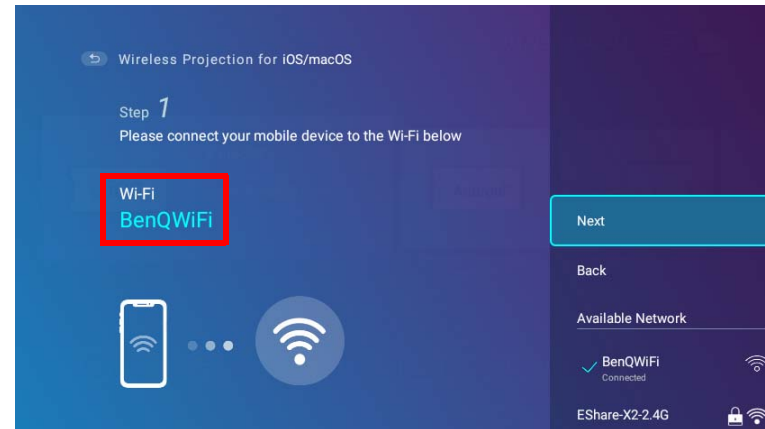 Wireless Projection for iOS/macOS
Step 1
Please connect your mobile device to the Wi-Fi below
Wi-Fi
BenQWiFi
Next
Back
Available Network
BenQWiFi
Connected
EShare-X2-2.4G